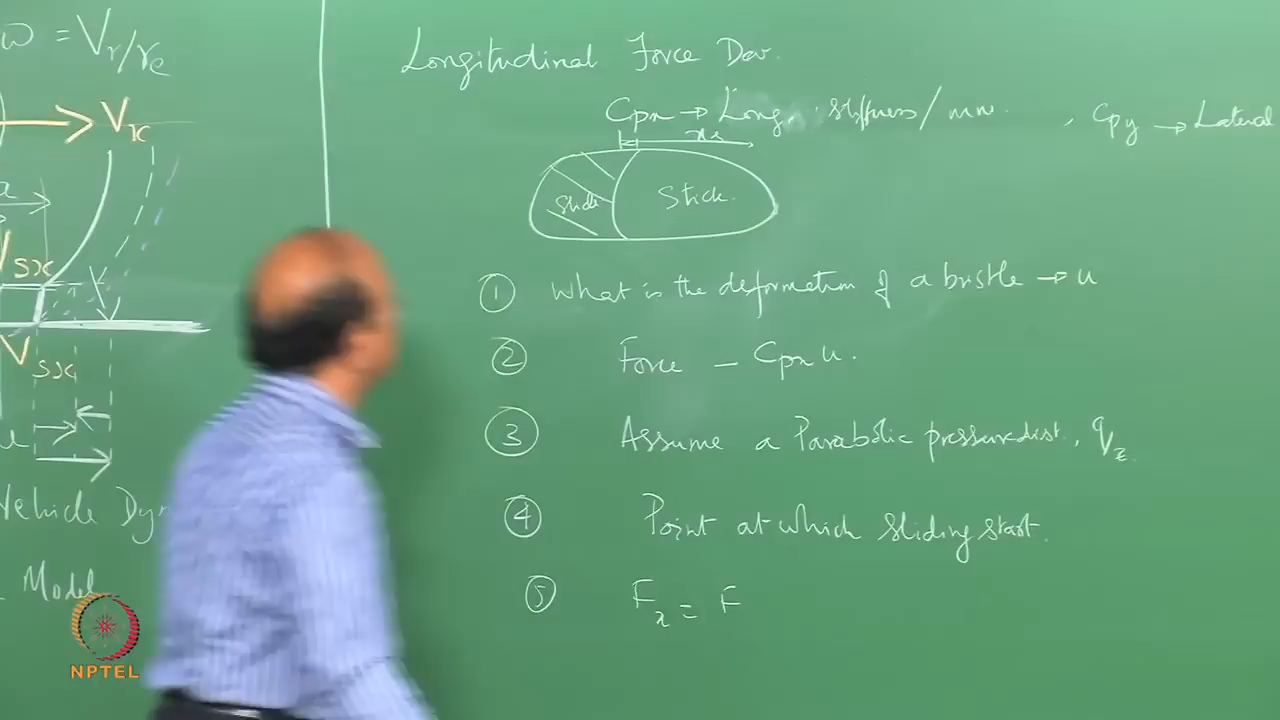 ω = Vr/re
Vx
a
Vsx
V
Vsx
u
Vehicle Dyn
Model
Longitudinal Force Dev.
Cpx → Long. stiffness/mm. , Cpy → Lateral
xs
Slide Stick.
① What is the deformation of a bristle → u
② Force – Cpx u.
③ Assume a Parabolic pressure dist, qz
④ Point at which sliding start.
⑤ Fx = F
NPTEL